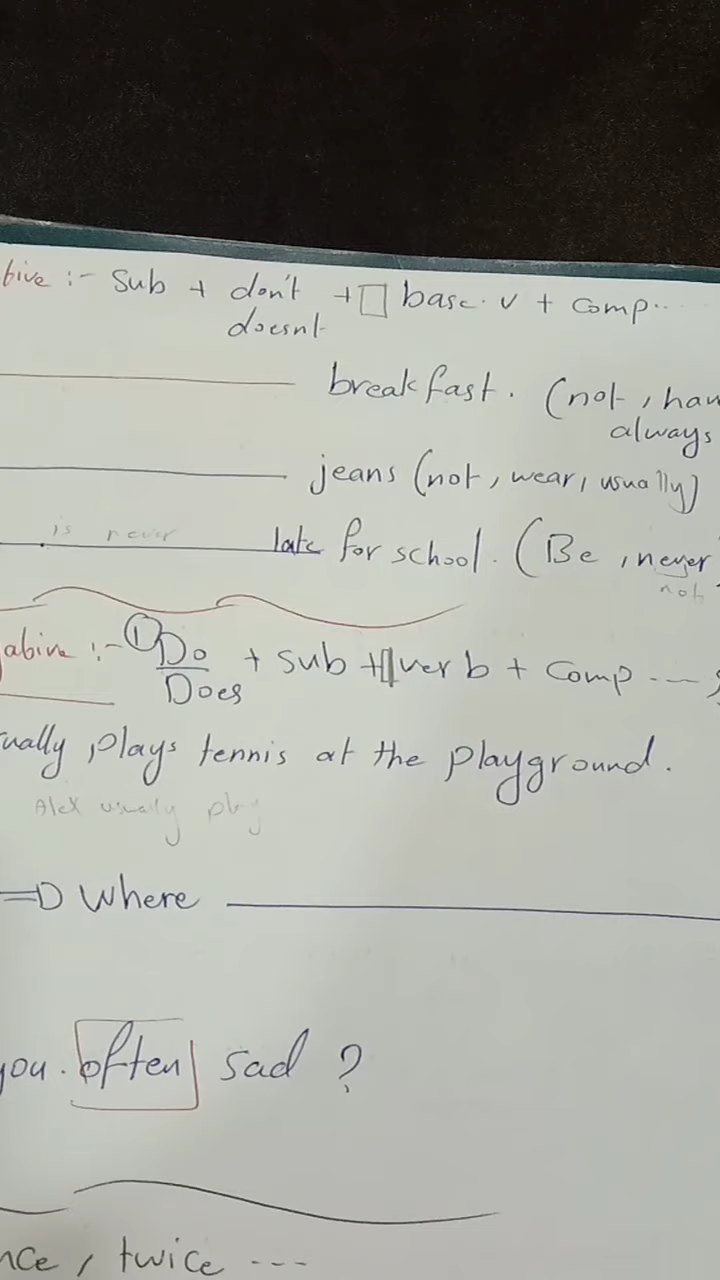 tive :- Sub + don't + □ base. v + comp...
doesn't
breakfast. (not, hav
always
jeans (not, wear, usually)
is never late for school. (Be, never
not
gative :- ① Do + sub + verb + comp ----
Does
ually plays tennis at the playground.
Alex usually play
=D Where
you. often sad ?
nce, twice ---